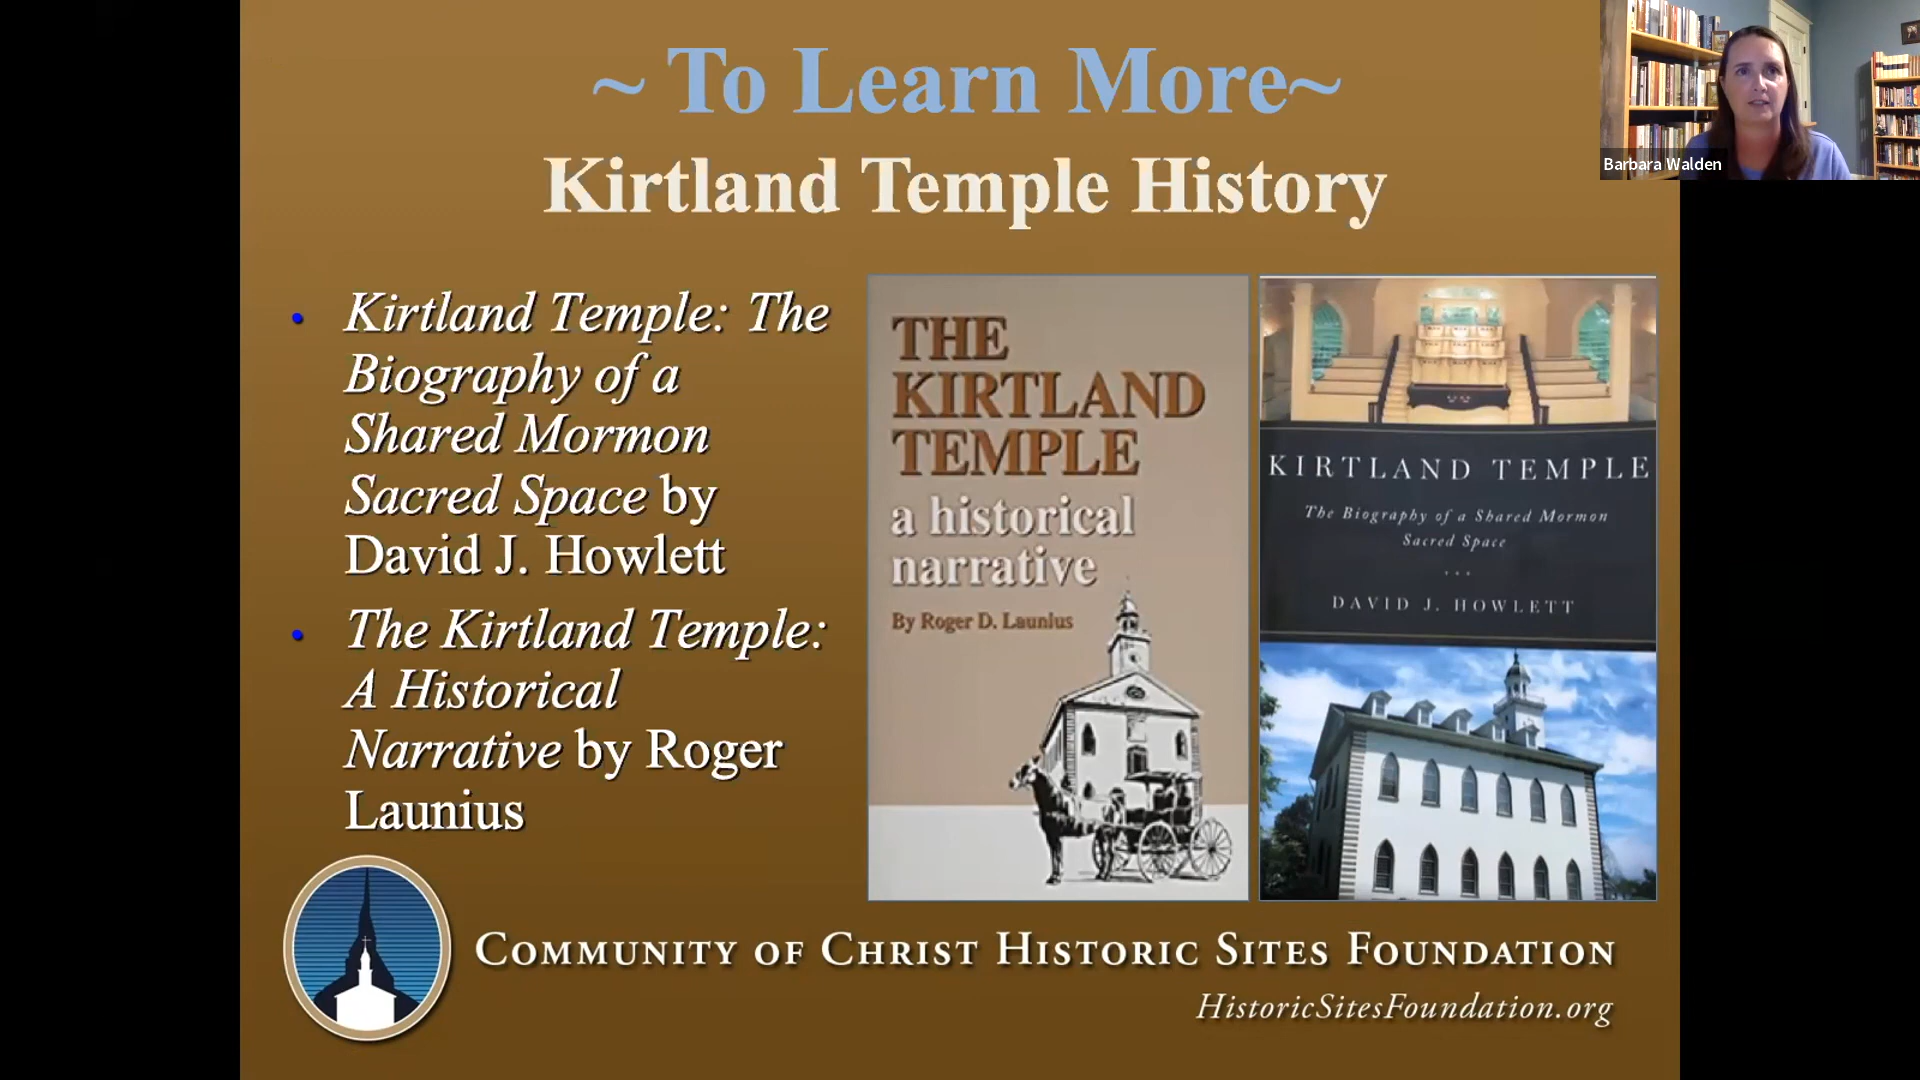 ~ To Learn More~
Kirtland Temple History
Barbara Walden
• Kirtland Temple: The
Biography of a
Shared Mormon
Sacred Space by
David J. Howlett
• The Kirtland Temple:
A Historical
Narrative by Roger
Launius
THE
KIRTLAND
TEMPLE
a historical
narrative
By Roger D. Launius
KIRTLAND TEMPLE
The Biography of a Shared Mormon
Sacred Space
...
DAVID J. HOWLETT
COMMUNITY OF CHRIST HISTORIC SITES FOUNDATION
HistoricSitesFoundation.org